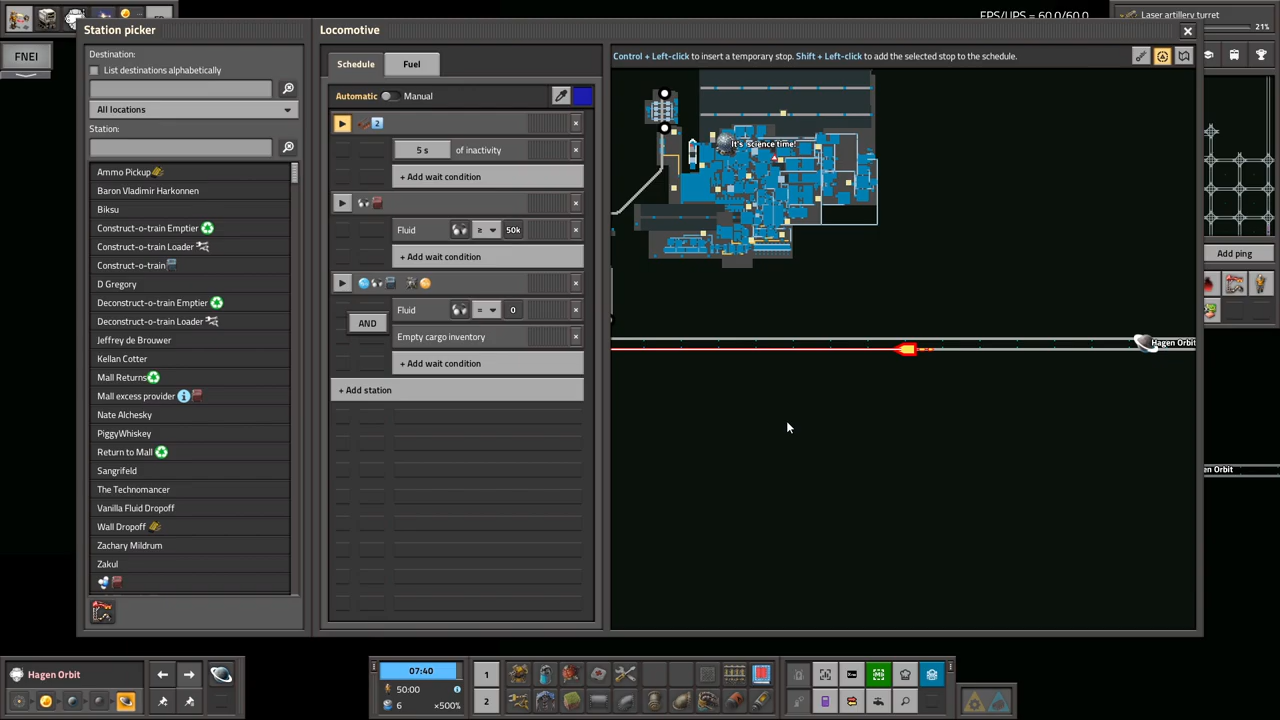 FPS/UPS = 60.0/60.0
Laser artillery turret
21%
FNEI
Station picker
Destination:
List destinations alphabetically
All locations
Station:
Ammo Pickup
Baron Vladimir Harkonnen
Biksu
Construct-o-train Emptier
Construct-o-train Loader
Construct-o-train
D Gregory
Deconstruct-o-train Emptier
Deconstruct-o-train Loader
Jeffrey de Bruwer
Kellan Cotter
Mall Returns
Mall excess provider
Nate Alchesky
PiggyWhiskey
Return to Mall
Sangrifeld
The Technomancer
Vanilla Fluid Dropoff
Wall Dropoff
Zachary Mildrum
Zakul
Locomotive
Schedule
Fuel
Automatic
Manual
2
5 s
of inactivity
+ Add wait condition
Fluid
≥
50k
+ Add wait condition
Fluid
=
0
AND
Empty cargo inventory
+ Add wait condition
+ Add station
Control + Left-click to insert a temporary stop. Shift + Left-click to add the selected stop to the schedule.
It's science time!
Hagen Orbit
Add ping
en Orbit
Hagen Orbit
07:40
50:00
6
×500%
1
2